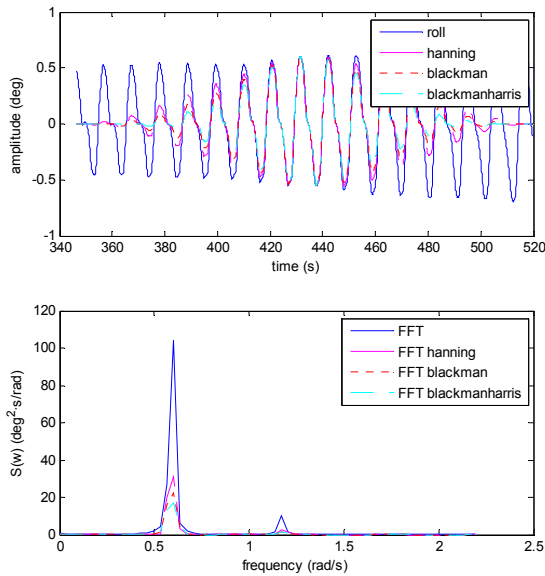 1
0.5
0
-0.5
-1
340
360
380
400
420
440
460
480
500
520
amplitude (deg)
time (s)
roll
hanning
blackman
blackmanharris
120
100
80
60
40
20
0
0
0.5
1
1.5
2
2.5
S(w) (deg²·s/rad)
frequency (rad/s)
FFT
FFT hanning
FFT blackman
FFT blackmanharris